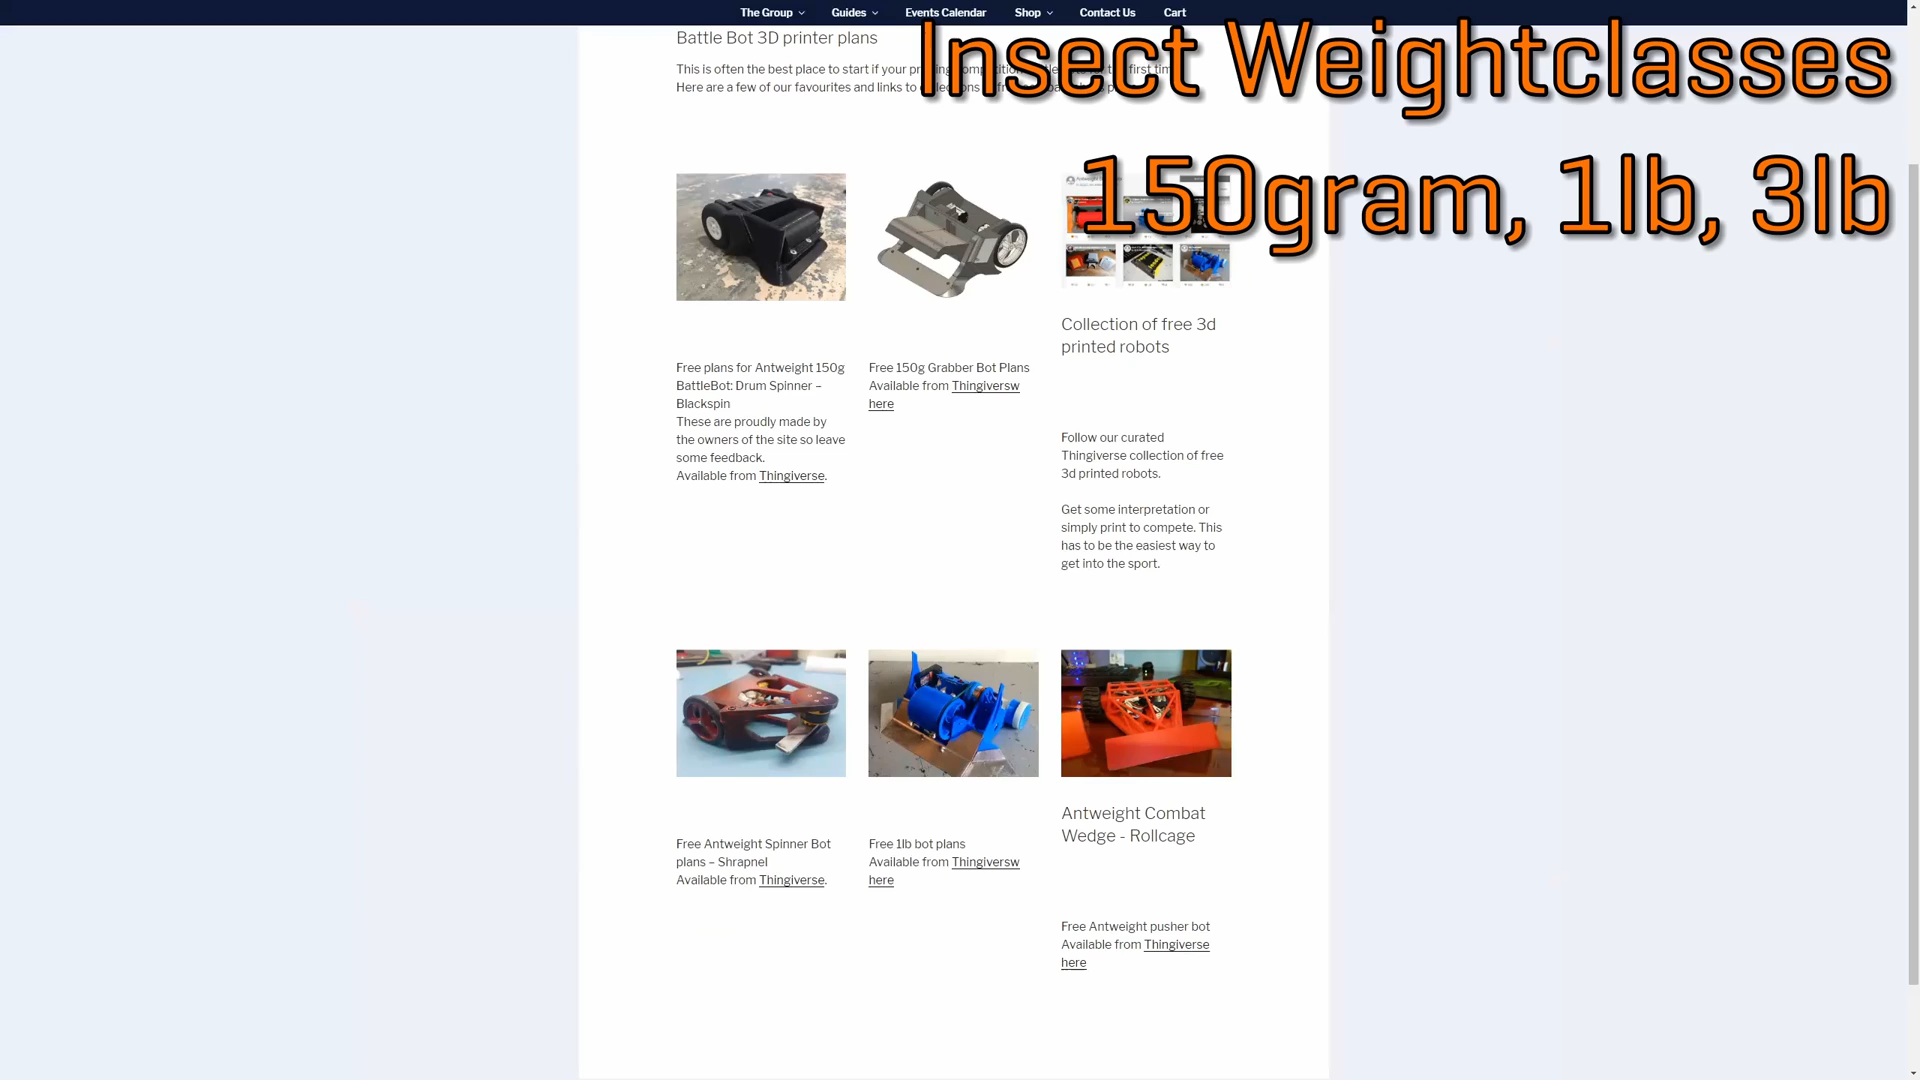 The Group
Guides
Events Calendar
Shop
Contact Us
Cart
Insect Weightclasses
150gram, 1lb, 3lb
Battle Bot 3D printer plans
This is often the best place to start if your
Here are a few of our favourites and links to
Free plans for Antweight 150g
BattleBot: Drum Spinner –
Blackspin
These are proudly made by
the owners of the site so leave
some feedback.
Available from Thingiverse.
Free 150g Grabber Bot Plans
Available from Thingiversw
here
Collection of free 3d
printed robots
Follow our curated
Thingiverse collection of free
3d printed robots.
Get some interpretation or
simply print to compete. This
has to be the easiest way to
get into the sport.
Free Antweight Spinner Bot
plans – Shrapnel
Available from Thingiverse.
Free 1lb bot plans
Available from Thingiversw
here
Antweight Combat
Wedge - Rollcage
Free Antweight pusher bot
Available from Thingiverse
here